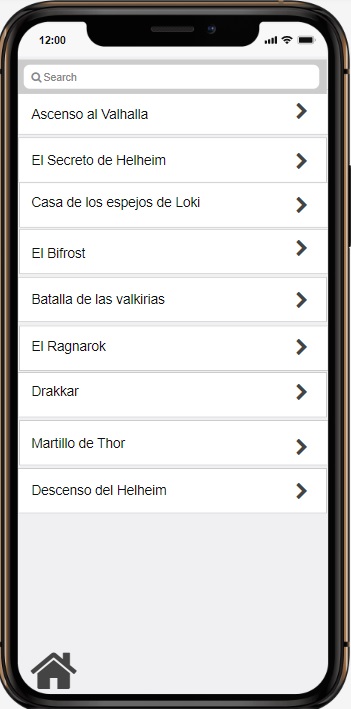 12:00
Search
Ascenso al Valhalla
El Secreto de Helheim
Casa de los espejos de Loki
El Bifrost
Batalla de las valkirias
El Ragnarok
Drakkar
Martillo de Thor
Descenso del Helheim